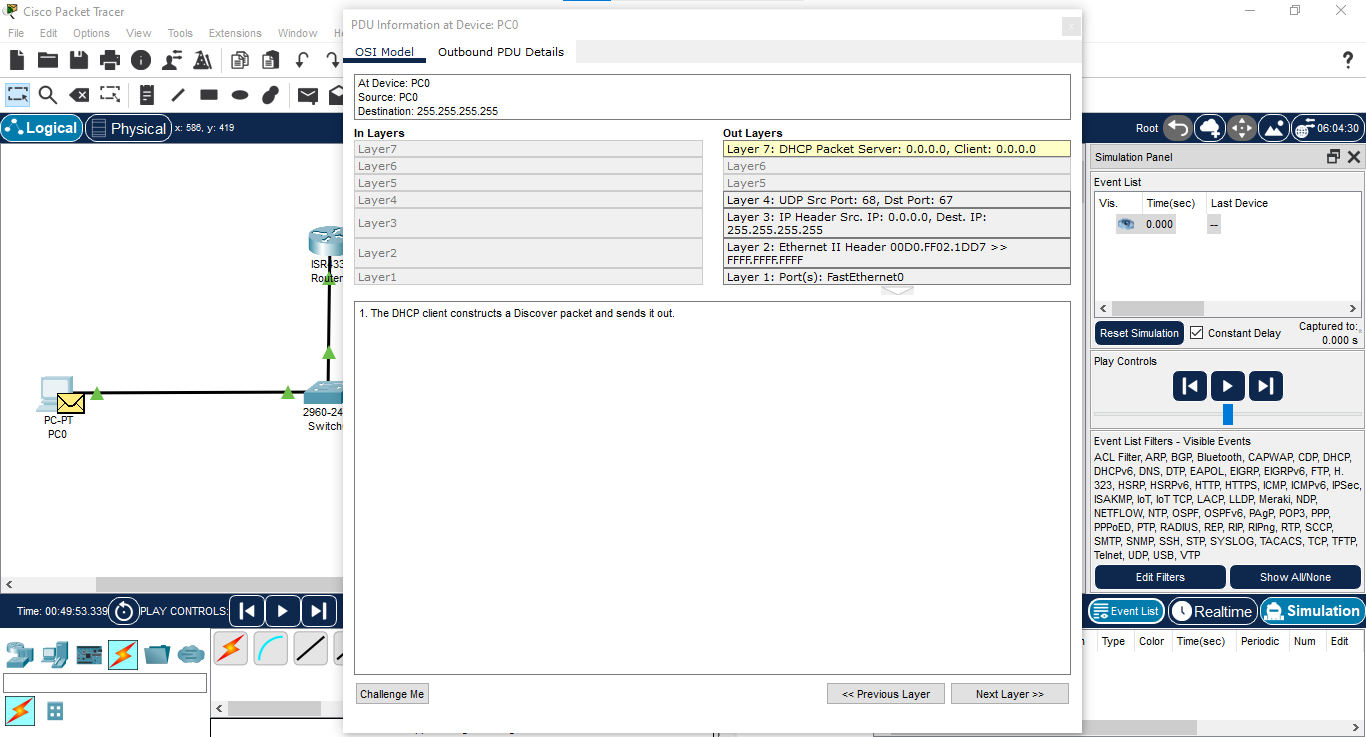 Cisco Packet Tracer
File Edit Options View Tools Extensions Window
PDU Information at Device: PC0
OSI Model Outbound PDU Details
At Device: PC0
Source: PC0
Destination: 255.255.255.255
In Layers
Layer7
Layer6
Layer5
Layer4
Layer3
Layer2
Layer1
Out Layers
Layer 7: DHCP Packet Server: 0.0.0.0, Client: 0.0.0.0
Layer6
Layer5
Layer 4: UDP Src Port: 68, Dst Port: 67
Layer 3: IP Header Src. IP: 0.0.0.0, Dest. IP:
255.255.255.255
Layer 2: Ethernet II Header 00D0.FF02.1DD7 >>
FFFF.FFFF.FFFF
Layer 1: Port(s): FastEthernet0
1. The DHCP client constructs a Discover packet and sends it out.
Challenge Me
<< Previous Layer
Next Layer >>
Logical Physical x: 586, y: 419
Root 06:04:30
ISR433
Router
2960-24
Switch
PC-PT
PC0
Simulation Panel
Event List
Vis. Time(sec) Last Device
0.000 --
Reset Simulation Constant Delay Captured to:
0.000 s
Play Controls
Event List Filters - Visible Events
ACL Filter, ARP, BGP, Bluetooth, CAPWAP, CDP, DHCP,
DHCPv6, DNS, DTP, EAPOL, EIGRP, EIGRPv6, FTP, H.
323, HSRP, HSRPv6, HTTP, HTTPS, ICMP, ICMPv6, IPSec,
ISAKMP, IoT, IoT TCP, LACP, LLDP, Meraki, NDP,
NETFLOW, NTP, OSPF, OSPFv6, PAgP, POP3, PPP,
PPPoED, PTP, RADIUS, REP, RIP, RIPng, RTP, SCCP,
SMTP, SNMP, SSH, STP, SYSLOG, TACACS, TCP, TFTP,
Telnet, UDP, USB, VTP
Edit Filters Show All/None
Time: 00:49:53.339 PLAY CONTROLS:
Event List Realtime Simulation
Type Color Time(sec) Periodic Num Edit